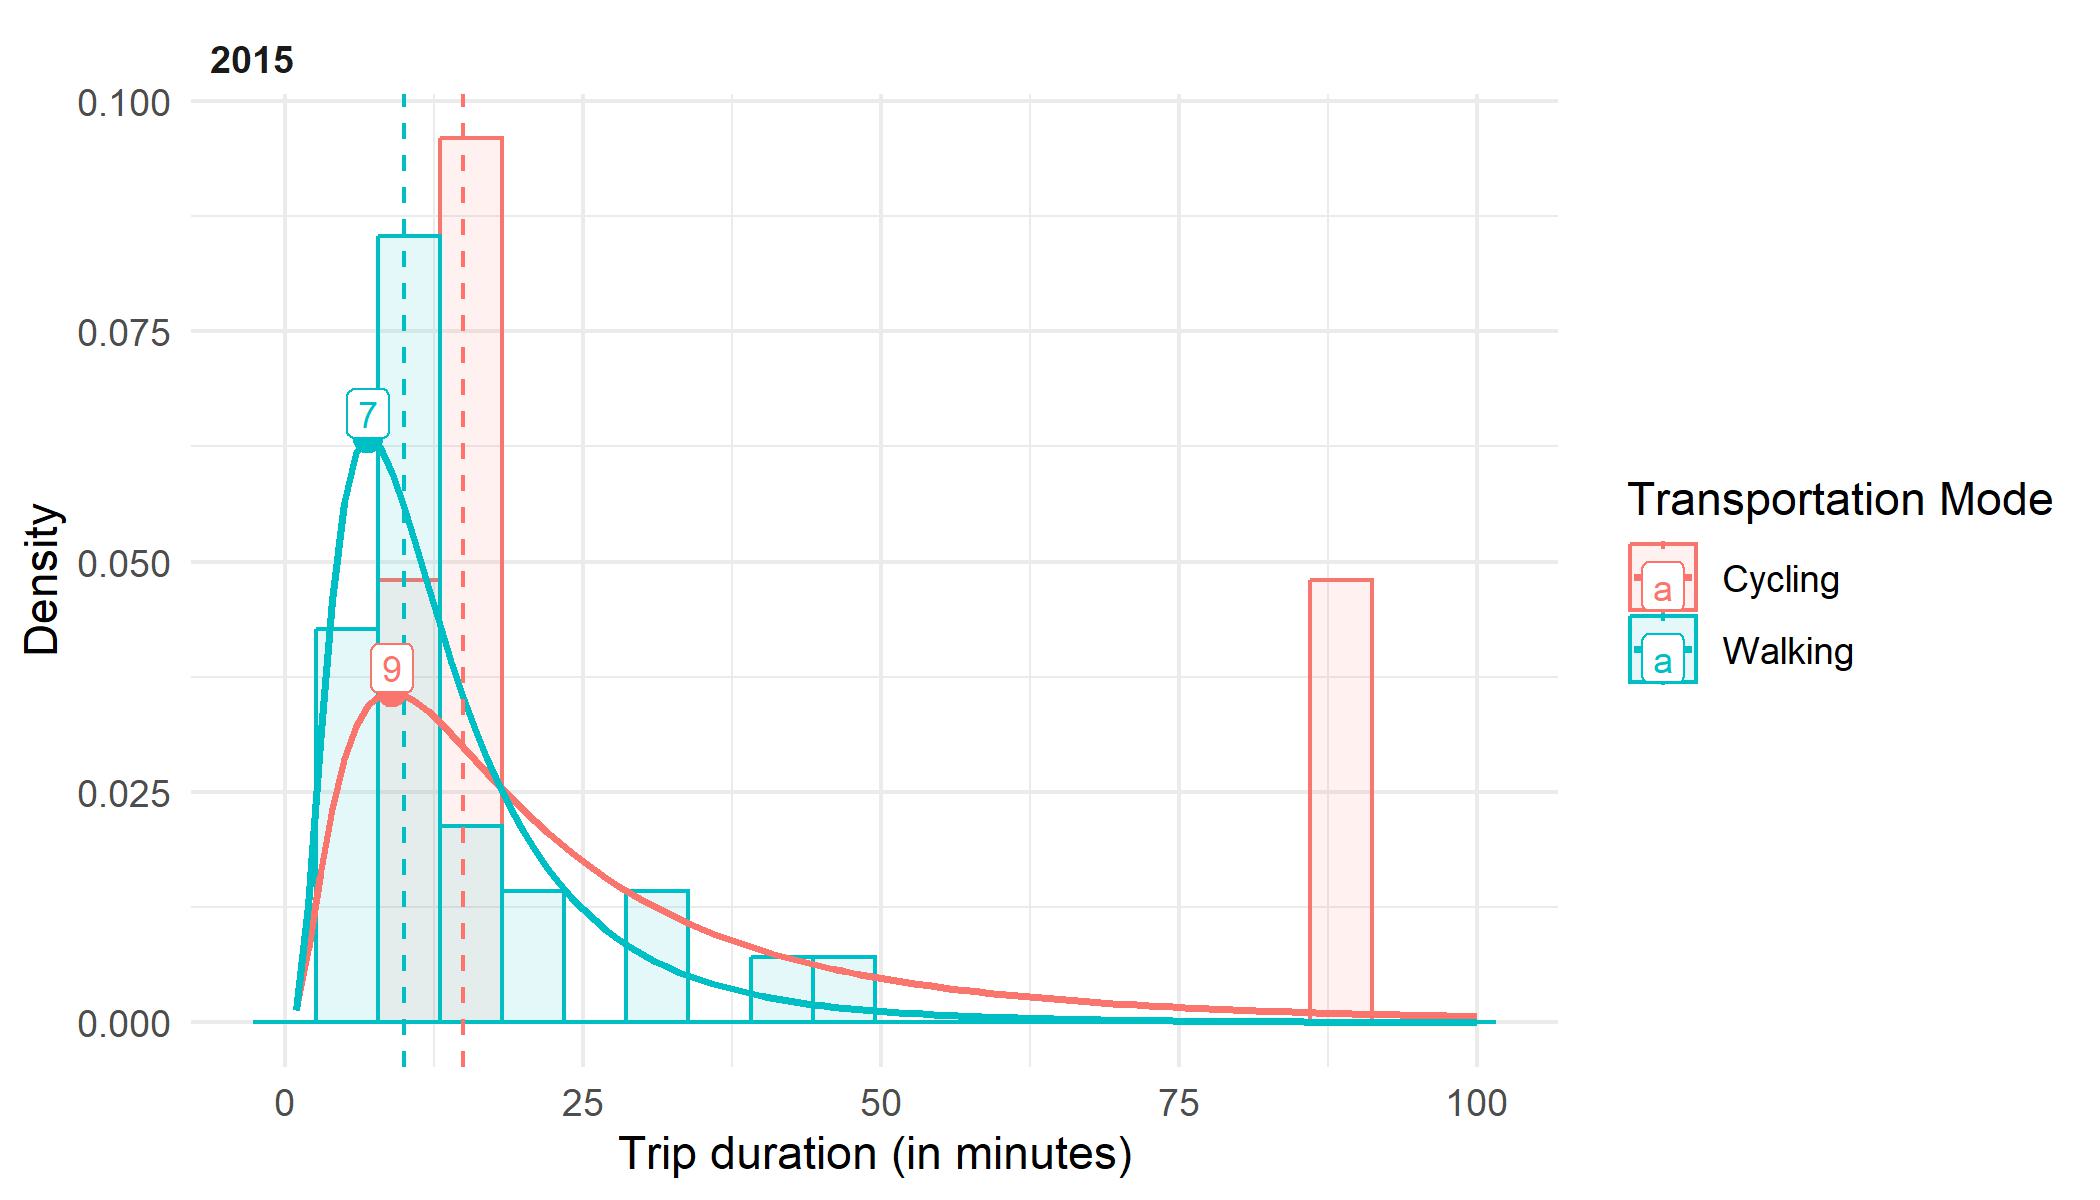 2015
0.100
0.075
0.050
0.025
0.000
Density
7
9
0 25 50 75 100
Trip duration (in minutes)
Transportation Mode
a Cycling
a Walking